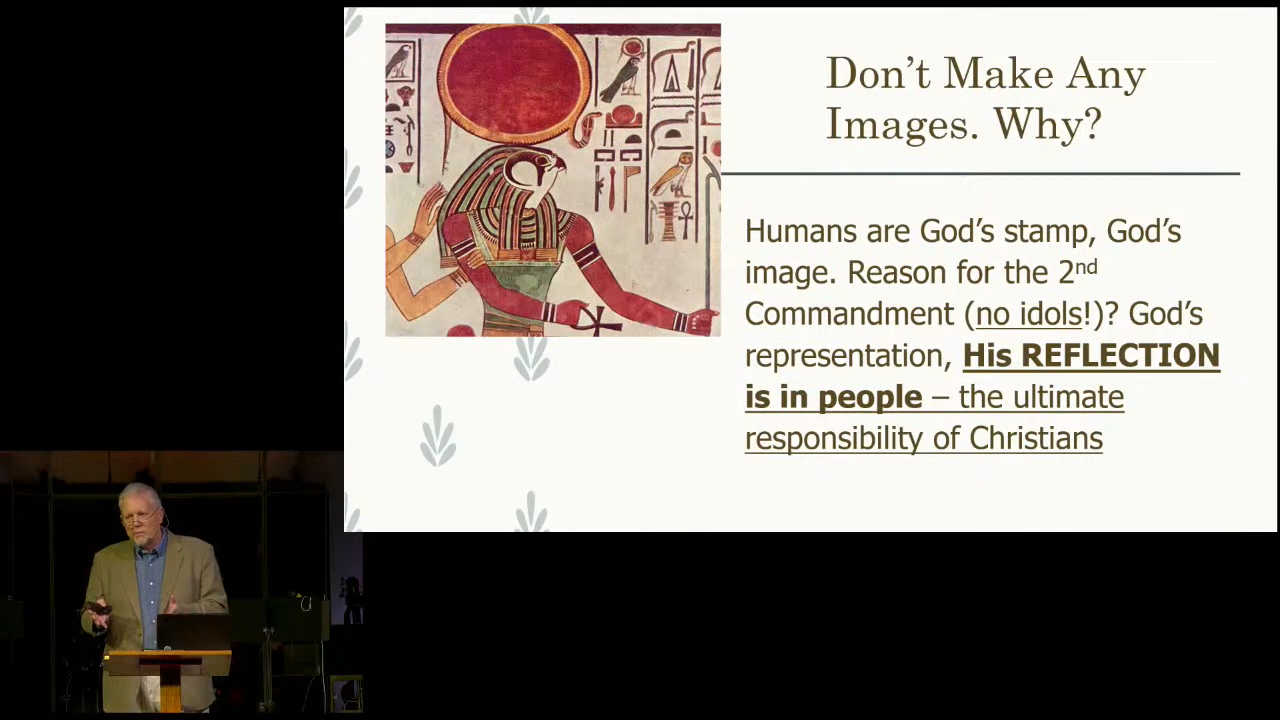 Don’t Make Any
Images. Why?
Humans are God’s stamp, God’s
image. Reason for the 2nd
Commandment (no idols!)? God’s
representation, His REFLECTION
is in people – the ultimate
responsibility of Christians